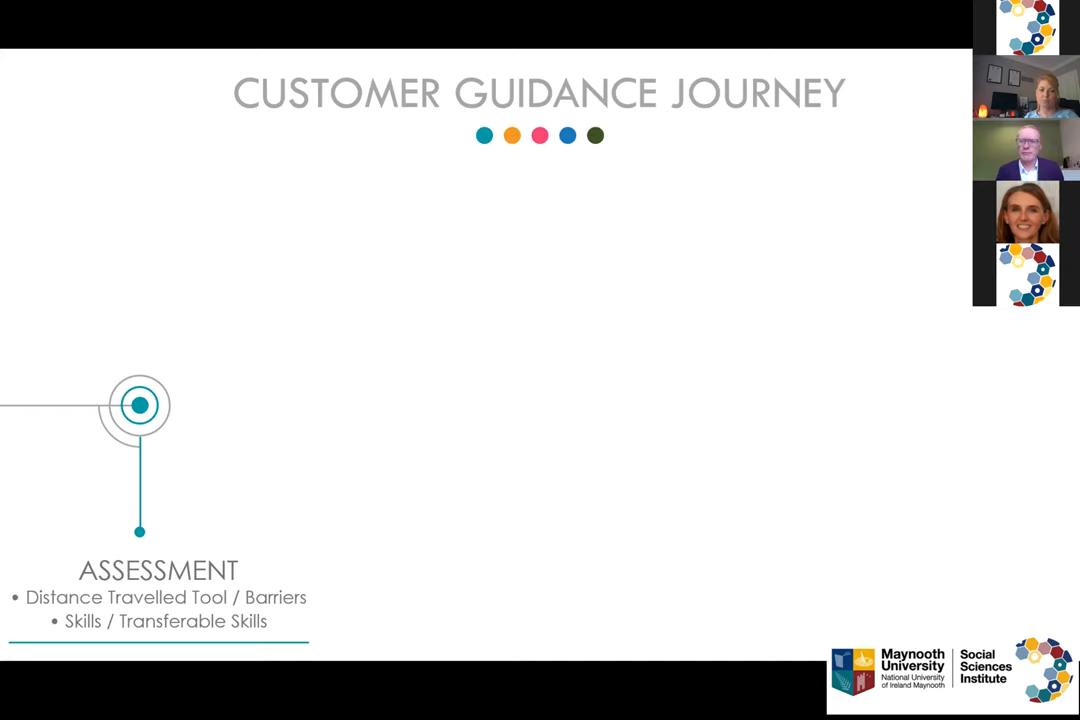 CUSTOMER GUIDANCE JOURNEY
ASSESSMENT
• Distance Travelled Tool / Barriers
• Skills / Transferable Skills
Maynooth
University
National University
of Ireland Maynooth
Social
Sciences
Institute